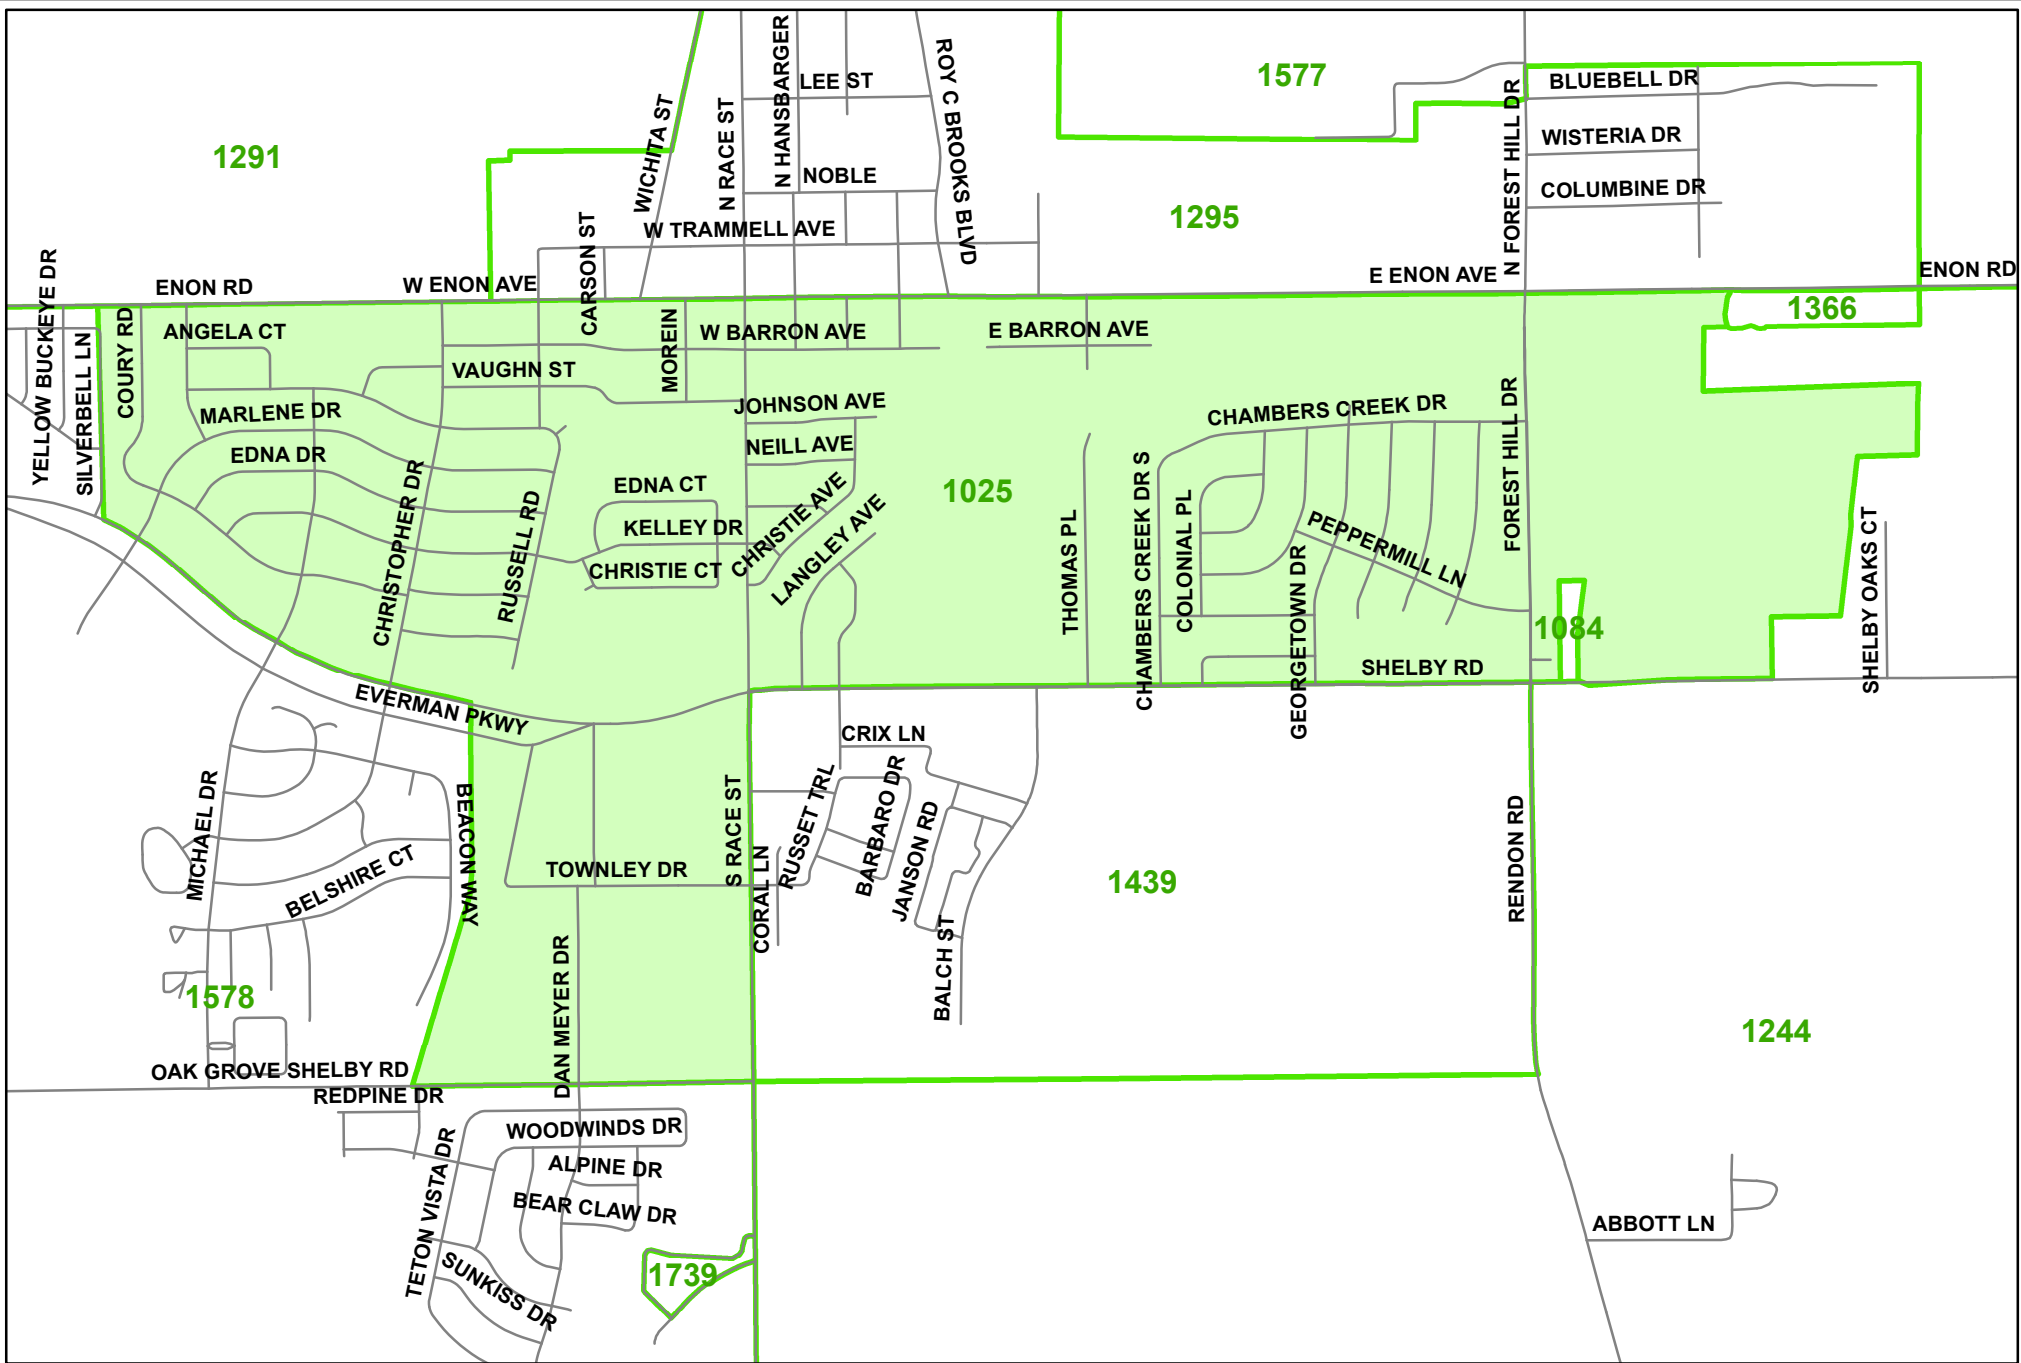 1577
1291
LEE ST
BLUEBELL DR
WICHITA ST
N RACE ST
N HANSBARGER
ROY C BROOKS BLVD
N FOREST HILL DR
WISTERIA DR
NOBLE
COLUMBINE DR
1295
W TRAMMELL AVE
CARSON ST
ENON RD
W ENON AVE
E ENON AVE
ENON RD
YELLOW BUCKEYE DR
SILVERBELL LN
COURY RD
ANGELA CT
MOREIN
W BARRON AVE
E BARRON AVE
1366
VAUGHN ST
JOHNSON AVE
MARLENE DR
CHAMBERS CREEK DR
FOREST HILL DR
EDNA DR
NEILL AVE
CHRISTOPHER DR
RUSSELL RD
EDNA CT
1025
KELLEY DR
CHRISTIE AVE
LANGLEY AVE
CHRISTIE CT
THOMAS PL
CHAMBERS CREEK DR S
COLONIAL PL
GEORGETOWN DR
PEPPERMILL LN
SHELBY OAKS CT
1084
SHELBY RD
EVERMAN PKWY
CRIX LN
MICHAEL DR
BEACON WAY
S RACE ST
RUSSET TRL
BARBARO DR
JANSON RD
RENDON RD
TOWNLEY DR
CORAL LN
BELSHIRE CT
1439
BALCH ST
DAN MEYER DR
1578
1244
OAK GROVE SHELBY RD
REDPINE DR
WOODWINDS DR
TETON VISTA DR
ALPINE DR
BEAR CLAW DR
ABBOTT LN
SUNKISS DR
1739